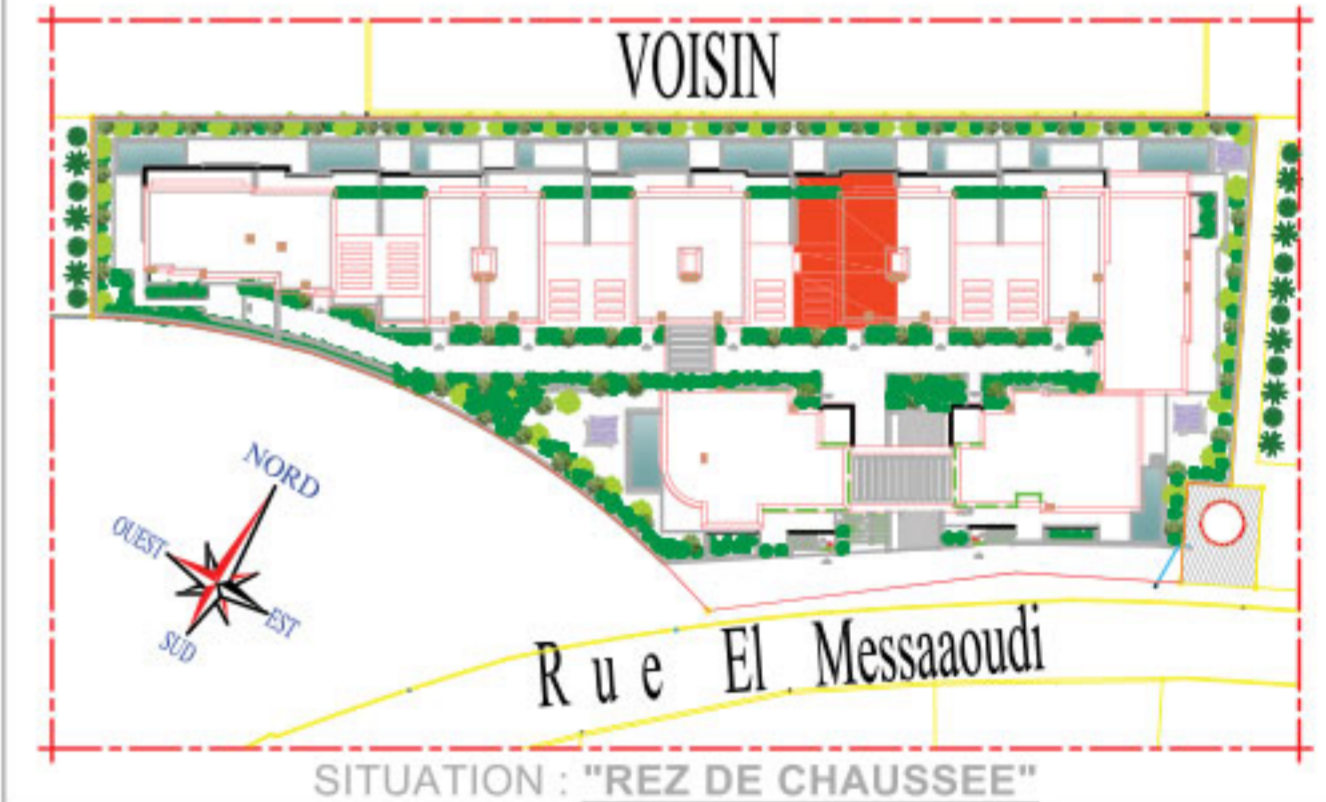 VOISIN
NORD
OUEST
EST
SUD
Rue El Messaaoudi
SITUATION : "REZ DE CHAUSSEE"